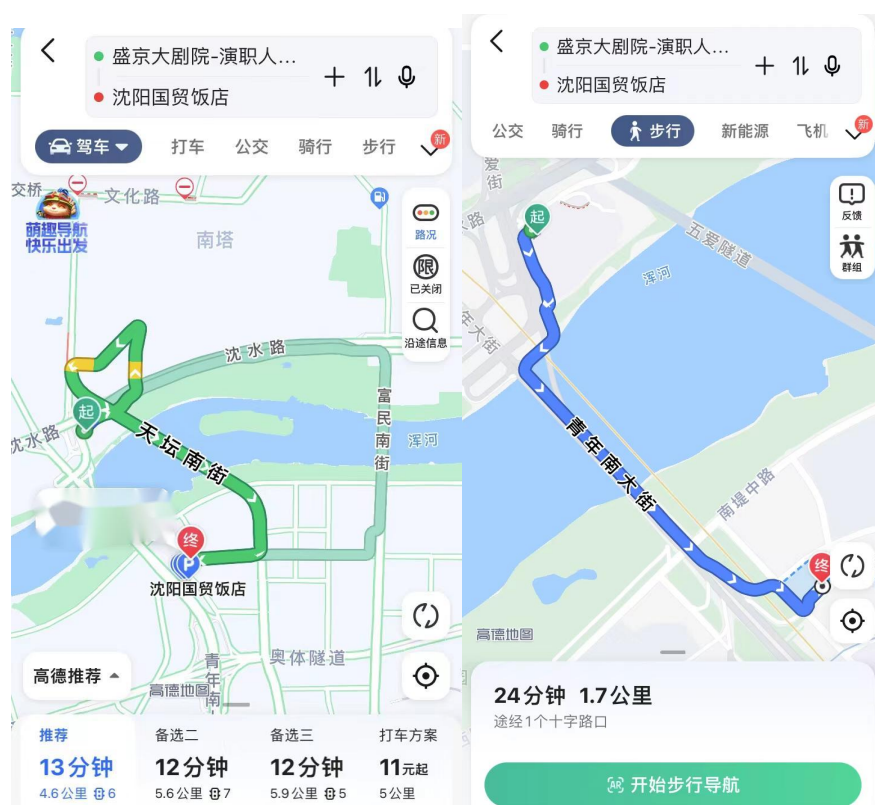 盛京大剧院-演职人...
沈阳国贸饭店
驾车
打车
公交
骑行
步行
新
交桥
文化路
萌趣导航
快乐出发
南塔
路况
限
已关闭
沿途信息
沈水路
富民南街
起
沈水路
天坛南街
浑河
终
P
沈阳国贸饭店
奥体隧道
青年南
高德推荐
高德地图
推荐
备选二
备选三
打车方案
13分钟
12分钟
12分钟
11元起
4.6公里 6
5.6公里 7
5.9公里 5
5公里
盛京大剧院-演职人...
沈阳国贸饭店
公交
骑行
步行
新能源
飞机
新
爱街
路
起
五爱隧道
反馈
群组
浑河
年大街
青年南大街
南堤中路
终
高德地图
24分钟 1.7公里
途经1个十字路口
AR 开始步行导航